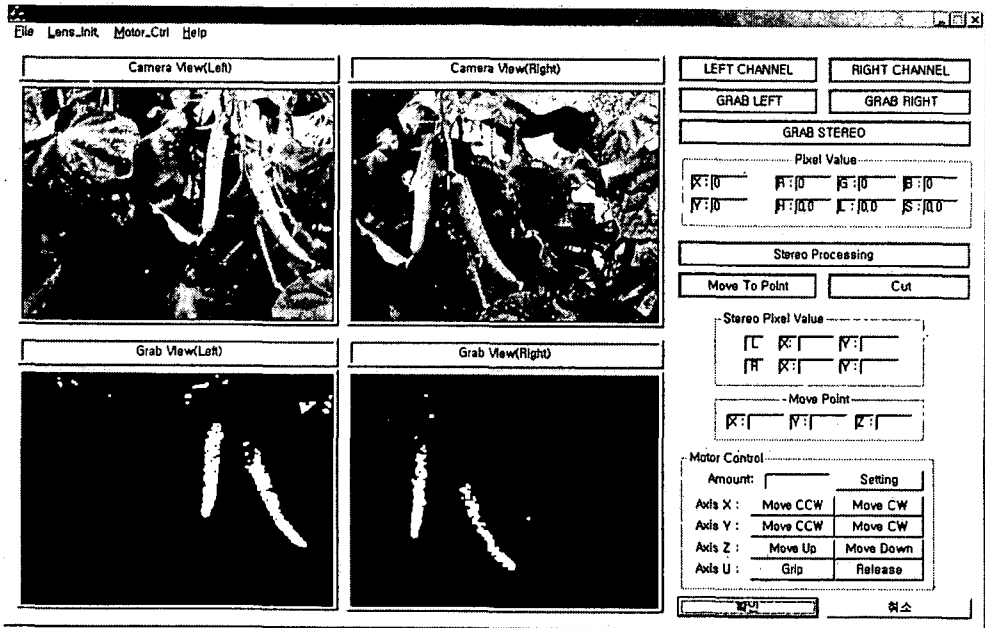 File Lens_Init. Motor_Ctrl Help
Camera View(Left)
Camera View(Right)
LEFT CHANNEL
RIGHT CHANNEL
GRAB LEFT
GRAB RIGHT
GRAB STEREO
Pixel Value
X : 0 R : 0 G : 0 B : 0
Y : 0 H : 0,0 L : 0,0 S : 0,0
Stereo Processing
Move To Point
Cut
Stereo Pixel Value
L X : Y :
R X : Y :
Grab View(Left)
Grab View(Right)
Move Point
X : Y : Z :
Motor Control
Amount: Setting
Axis X : Move CCW Move CW
Axis Y : Move CCW Move CW
Axis Z : Move Up Move Down
Axis U : Grip Release
확인
취소